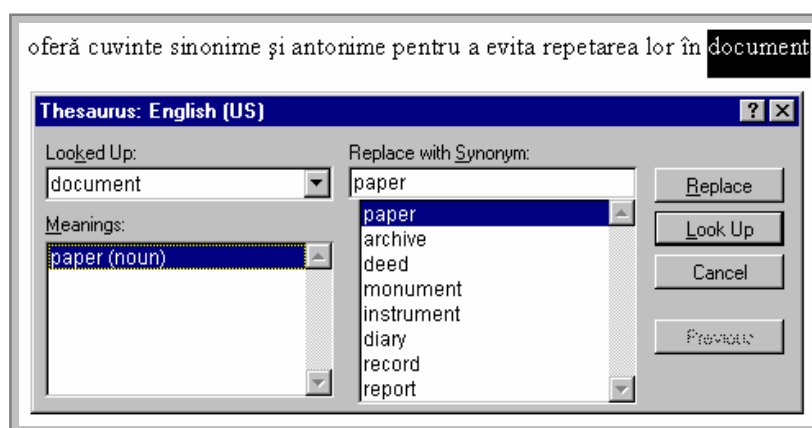 oferă cuvinte sinonime şi antonime pentru a evita repetarea lor în document
Thesaurus: English (US)
Looked Up:
document
Meanings:
paper (noun)
Replace with Synonym:
paper
paper
archive
deed
monument
instrument
diary
record
report
Replace
Look Up
Cancel
Previous